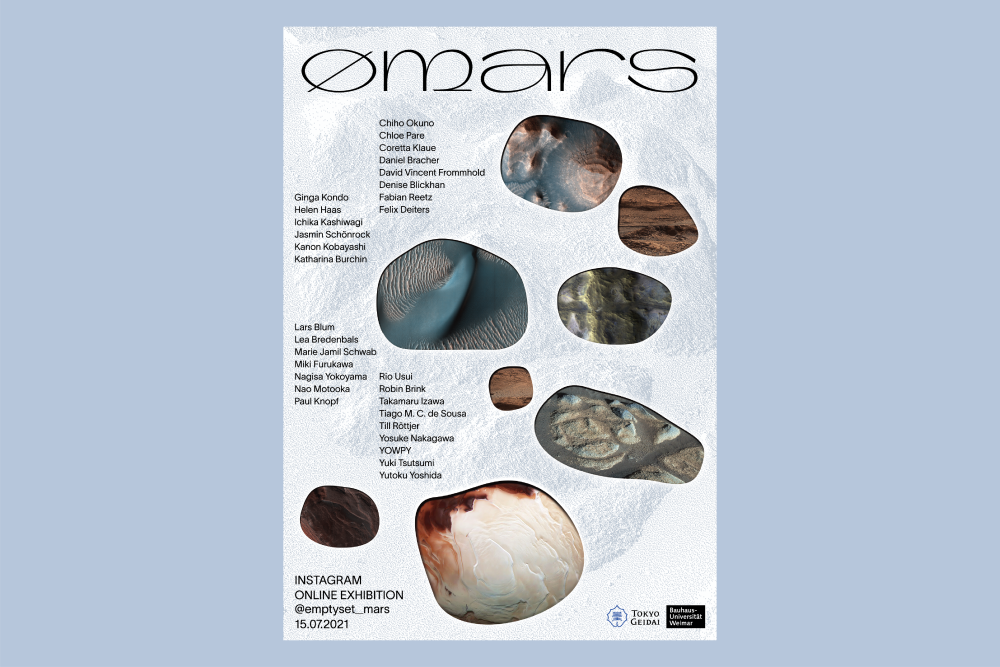 ømars
Chiho Okuno
Chloe Pare
Coretta Klaue
Daniel Bracher
David Vincent Frommhold
Denise Blickhan
Fabian Reetz
Felix Deiters
Ginga Kondo
Helen Haas
Ichika Kashiwagi
Jasmin Schönrock
Kanon Kobayashi
Katharina Burchin
Lars Blum
Lea Bredenbals
Marie Jamil Schwab
Miki Furukawa
Nagisa Yokoyama
Nao Motooka
Paul Knopf
Rio Usui
Robin Brink
Takamaru Izawa
Tiago M. C. de Sousa
Till Röttjer
Yosuke Nakagawa
YOWPY
Yuki Tsutsumi
Yutoku Yoshida
INSTAGRAM
ONLINE EXHIBITION
@emptyset_mars
15.07.2021
TOKYO
GEIDAI
Bauhaus-
Universität
Weimar